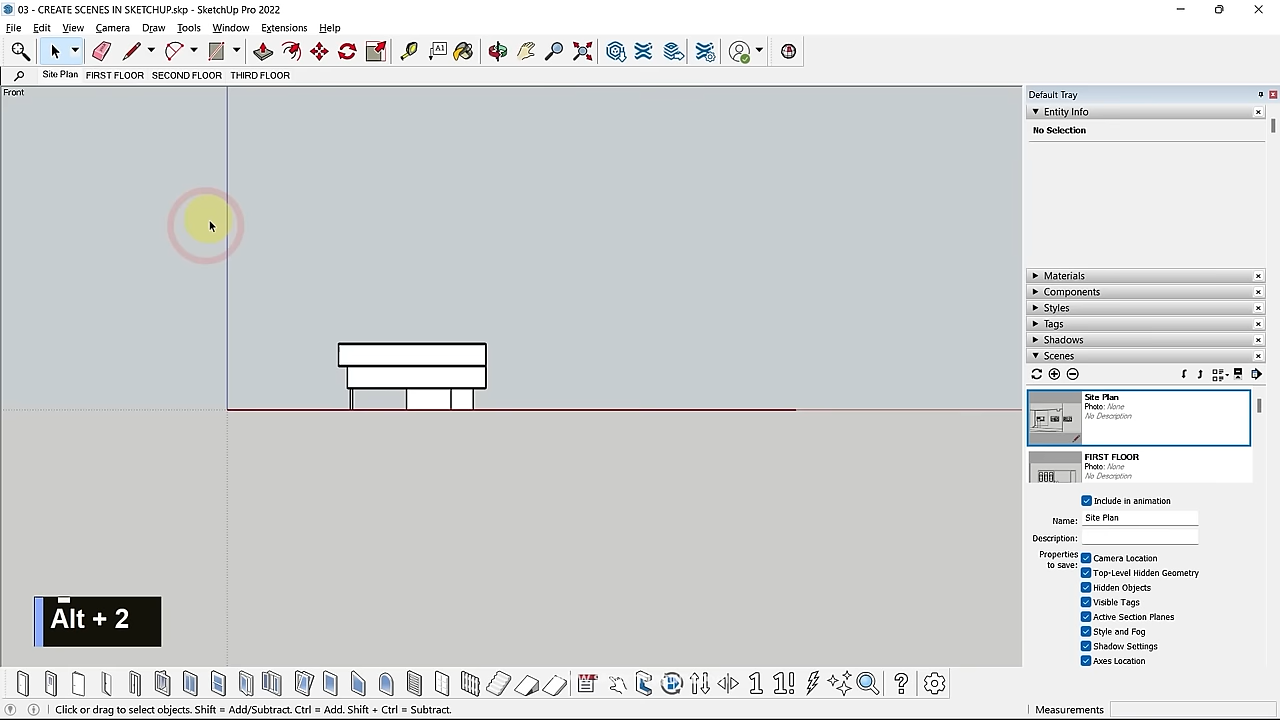 03 - CREATE SCENES IN SKETCHUP.skp - SketchUp Pro 2022
File Edit View Camera Draw Tools Window Extensions Help
A1
Site Plan FIRST FLOOR SECOND FLOOR THIRD FLOOR
Front
Default Tray
Entity Info
No Selection
Materials
Components
Styles
Tags
Shadows
Scenes
Site Plan
Photo: None
No Description
FIRST FLOOR
Photo: None
No Description
Include in animation
Name: Site Plan
Description:
Properties to save:
Camera Location
Top-Level Hidden Geometry
Hidden Objects
Visible Tags
Active Section Planes
Style and Fog
Shadow Settings
Axes Location
Alt + 2
1 1! ?
Click or drag to select objects. Shift = Add/Subtract. Ctrl = Add. Shift + Ctrl = Subtract.
Measurements